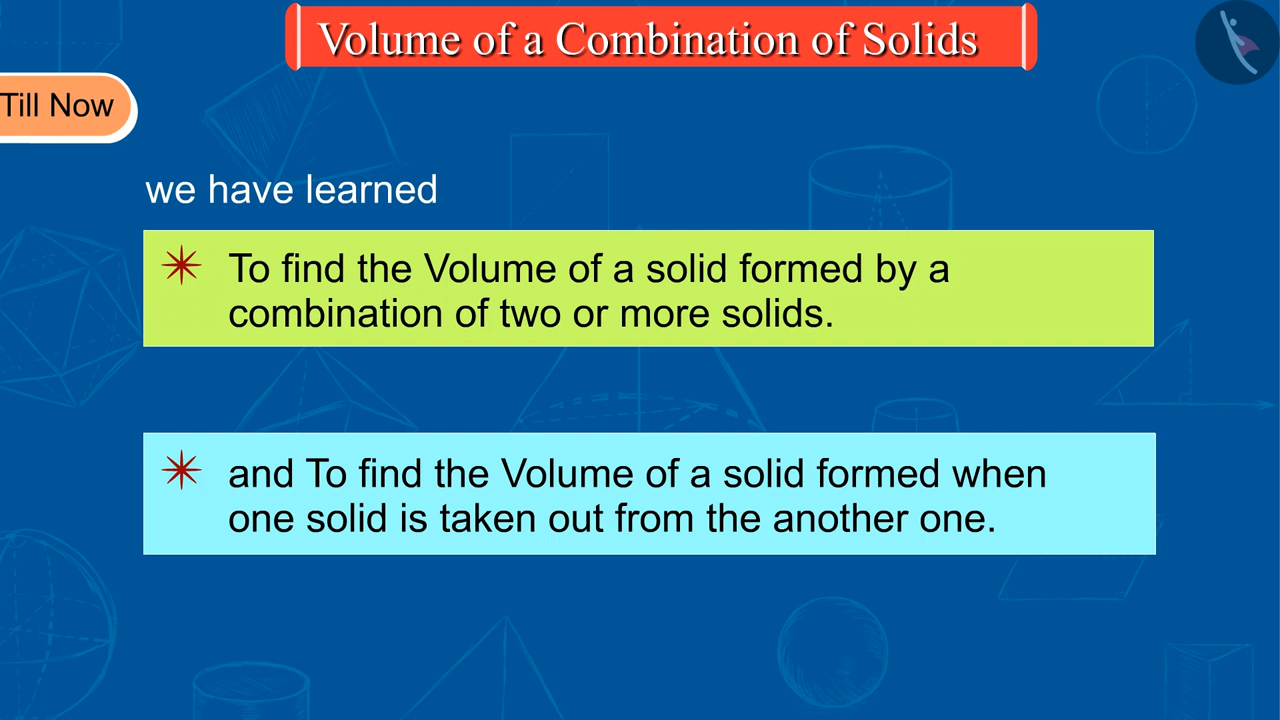 Volume of a Combination of Solids
Till Now
we have learned
To find the Volume of a solid formed by a
combination of two or more solids.
and To find the Volume of a solid formed when
one solid is taken out from the another one.